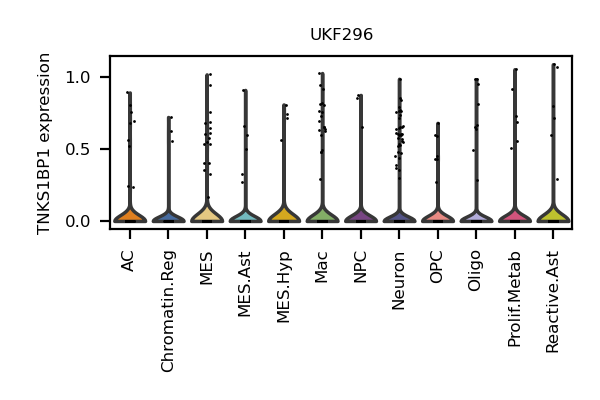 UKF296
TNKS1BP1 expression
1.0
0.5
0.0
AC
Chromatin.Reg
MES
MES.Ast
MES.Hyp
Mac
NPC
Neuron
OPC
Oligo
Prolif.Metab
Reactive.Ast